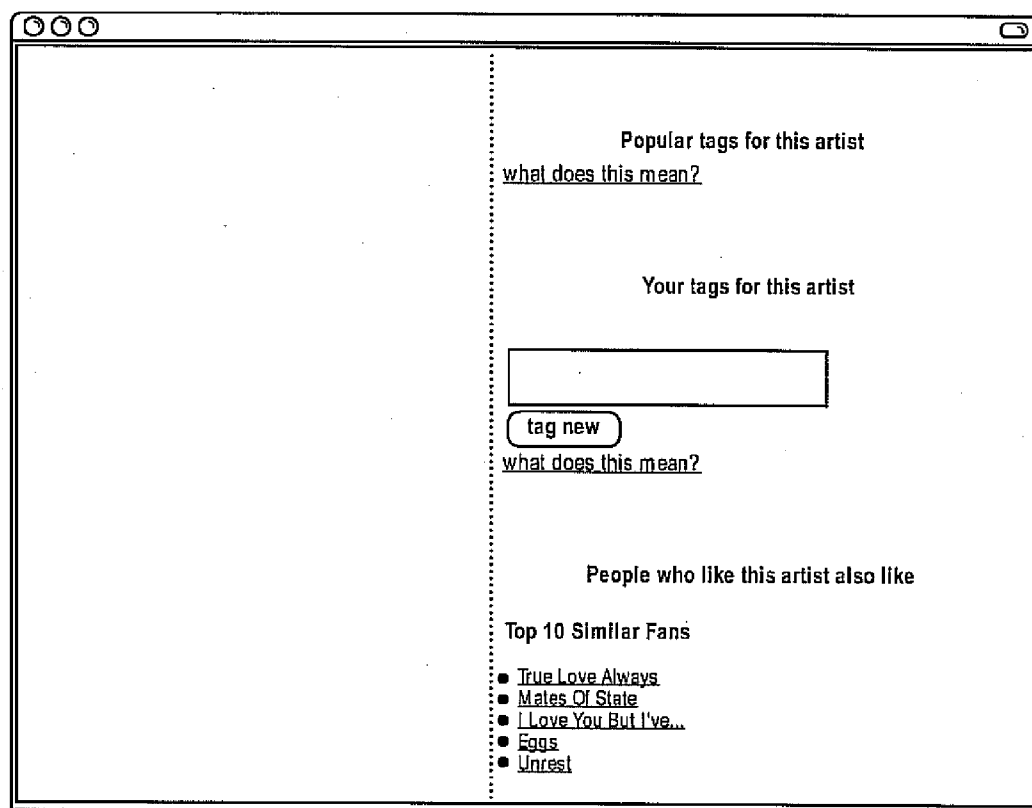 Popular tags for this artist
what does this mean?
Your tags for this artist
tag new
what does this mean?
People who like this artist also like
Top 10 Similar Fans
True Love Always
Mates Of State
I Love You But I've...
Eggs
Unrest